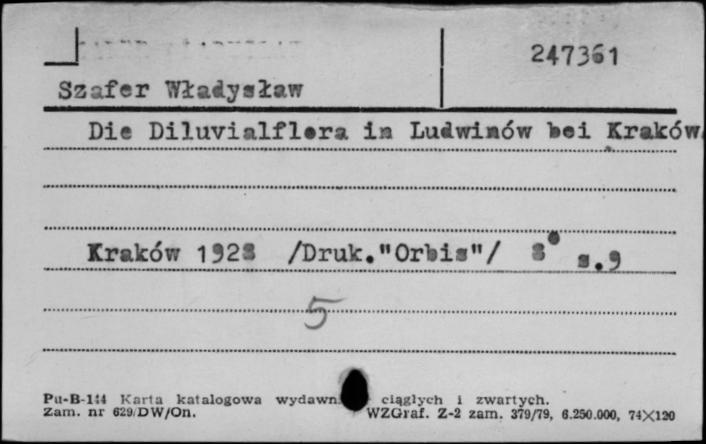 247361
Szafer Władysław
Die Diluvialflora in Ludwinów bei Kraków.
Kraków 1928 /Druk."Orbis"/ 8° s.9
5
Pu-B-144 Karta katalogowa wydawn. ciągłych i zwartych.
Zam. nr 629/DW/On. WZGraf. Z-2 zam. 379/79, 6.250.000, 74X120